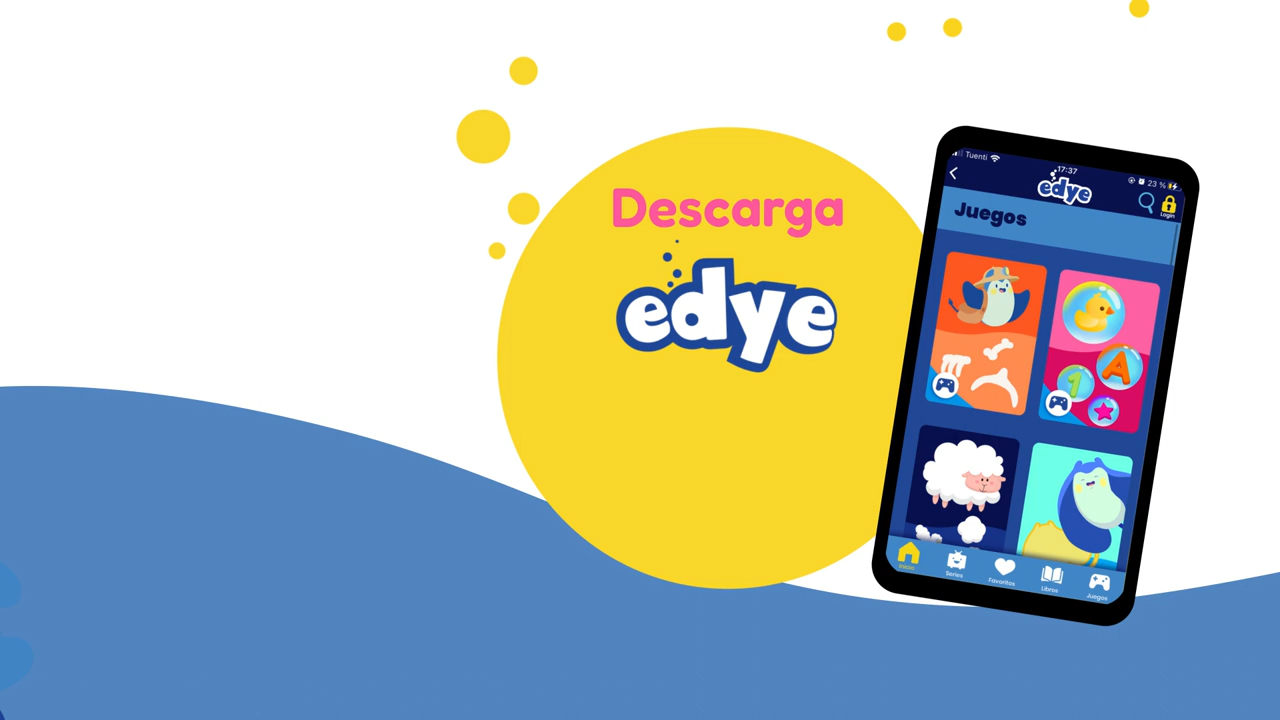 Descarga
edye
Tuenti
17:37
23 %
edye
Login
Juegos
1
A
Inicio
Series
Favoritos
Libros
Juegos